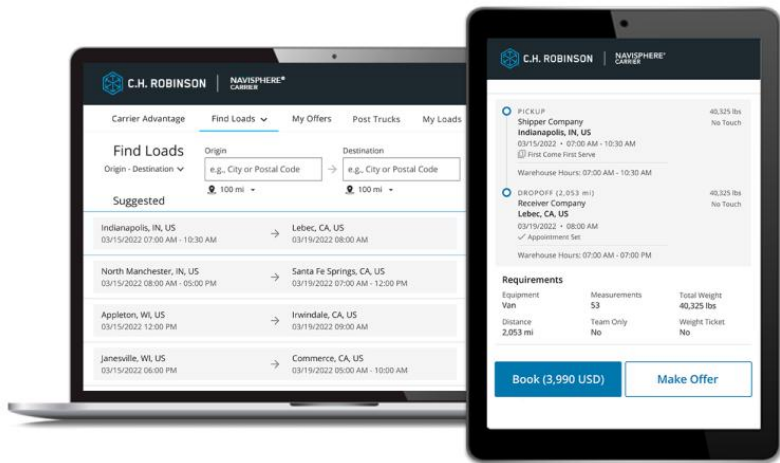 C.H. ROBINSON
NAVISPHERE®
CARRIER
Carrier Advantage Find Loads My Offers Post Trucks My Loads
Find Loads
Origin - Destination
Origin
e.g., City or Postal Code
100 mi
Destination
e.g., City or Postal Code
100 mi
Suggested
Indianapolis, IN, US
03/15/2022 07:00 AM - 10:30 AM
Lebec, CA, US
03/19/2022 08:00 AM
North Manchester, IN, US
03/15/2022 08:00 AM - 05:00 PM
Santa Fe Springs, CA, US
03/19/2022 07:00 AM - 12:00 PM
Appleton, WI, US
03/15/2022 12:00 PM
Irwindale, CA, US
03/19/2022 09:00 AM
Janesville, WI, US
03/15/2022 06:00 PM
Commerce, CA, US
03/19/2022 05:00 AM - 10:00 AM
C.H. ROBINSON
NAVISPHERE®
CARRIER
PICKUP 40,325 lbs
Shipper Company No Touch
Indianapolis, IN, US
03/15/2022 • 07:00 AM - 10:30 AM
First Come First Serve
Warehouse Hours: 07:00 AM - 10:30 AM
DROPOFF (2,053 mi) 40,325 lbs
Receiver Company No Touch
Lebec, CA, US
03/19/2022 • 08:00 AM
Appointment Set
Warehouse Hours: 07:00 AM - 07:00 PM
Requirements
Equipment Measurements Total Weight
Van 53 40,325 lbs
Distance Team Only Weight Ticket
2,053 mi No No
Book (3,990 USD) Make Offer